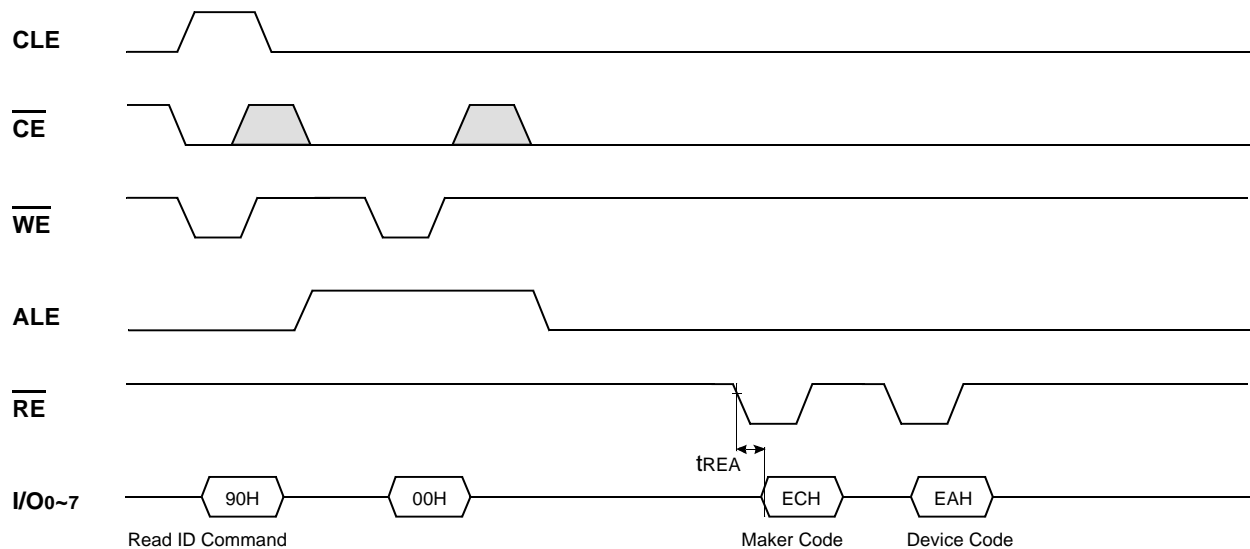 CLE
CE
WE
ALE
RE
tREA
I/O0~7
90H
00H
ECH
EAH
Read ID Command
Maker Code
Device Code